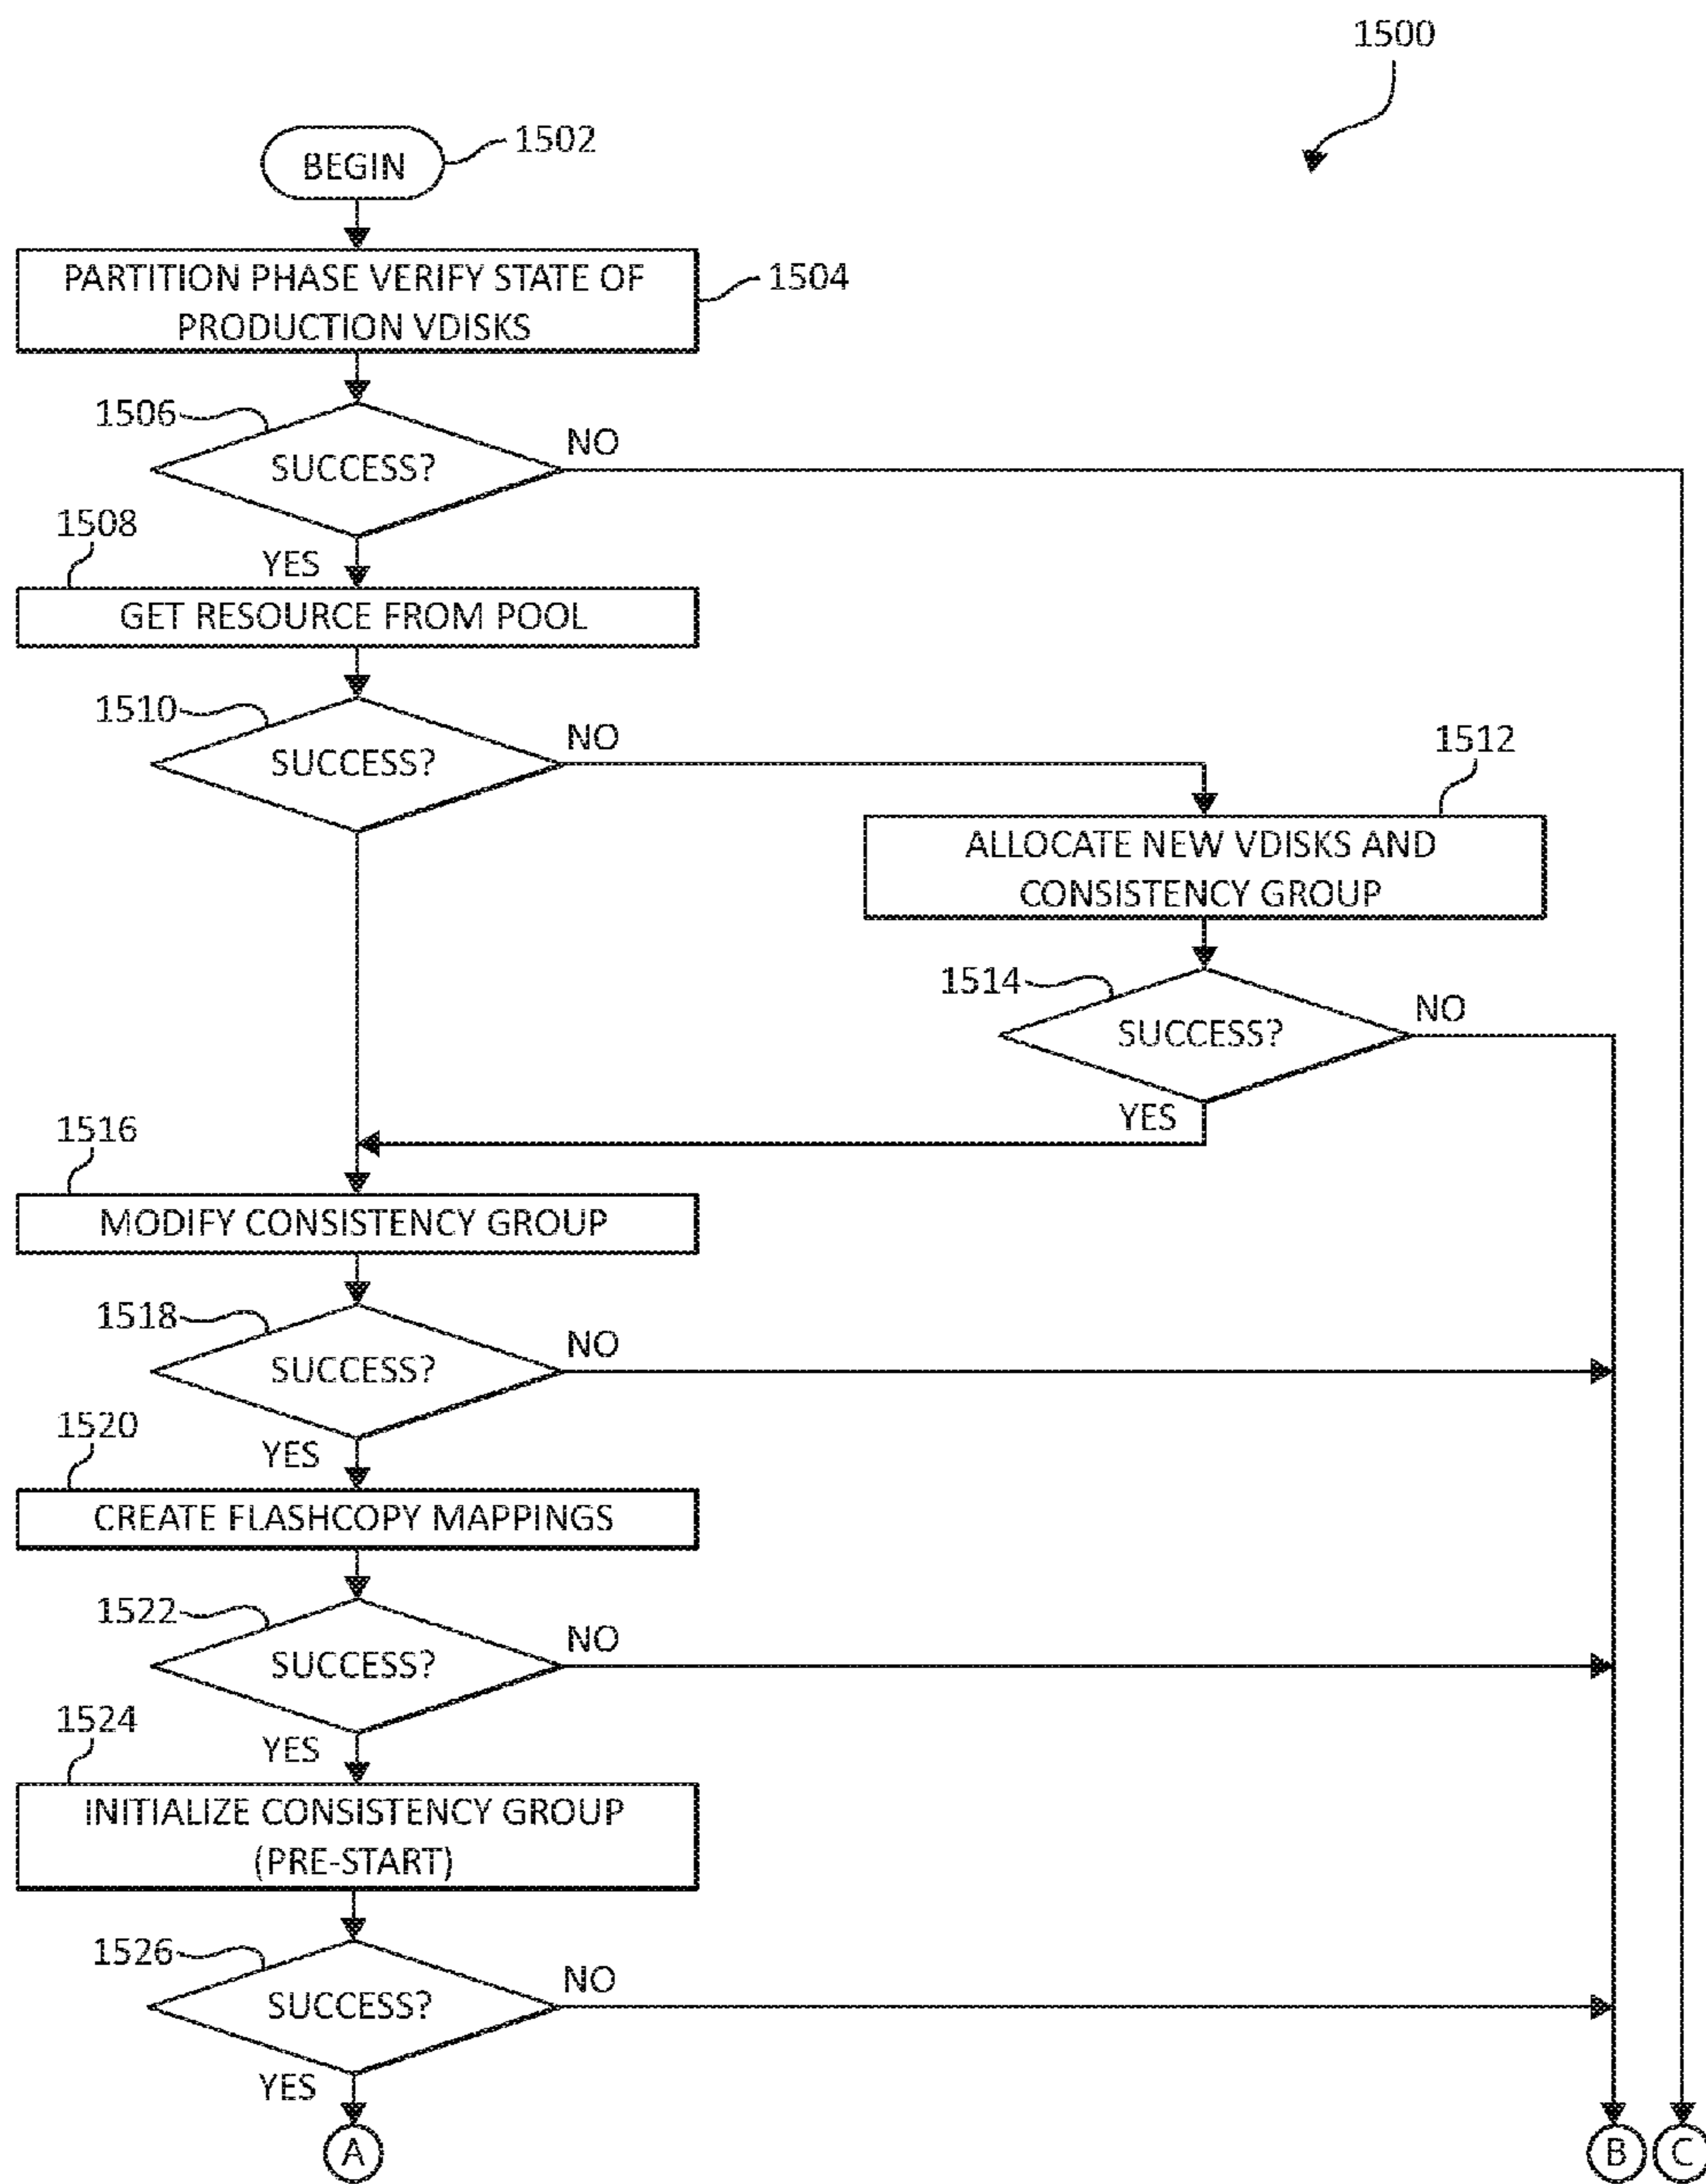 1500
BEGIN
1502
PARTITION PHASE VERIFY STATE OF
PRODUCTION VDISKS
1504
1506
SUCCESS?
NO
YES
1508
GET RESOURCE FROM POOL
1510
SUCCESS?
NO
1512
ALLOCATE NEW VDISKS AND
CONSISTENCY GROUP
1514
SUCCESS?
NO
YES
1516
MODIFY CONSISTENCY GROUP
1518
SUCCESS?
NO
YES
1520
CREATE FLASHCOPY MAPPINGS
1522
SUCCESS?
NO
YES
1524
INITIALIZE CONSISTENCY GROUP
(PRE-START)
1526
SUCCESS?
NO
YES
A
B
C